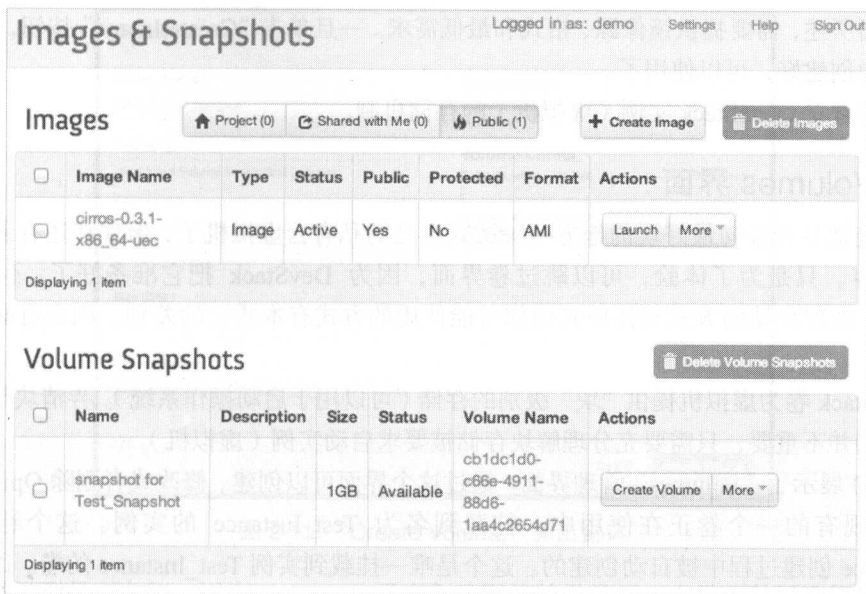 Logged in as: demo Settings Help Sign Out
Images & Snapshots
Images Project (0) Shared with Me (0) Public (1) + Create Image Delete Images
Image Name Type Status Public Protected Format Actions
cirros-0.3.1-
x86_64-uec Image Active Yes No AMI Launch More
Displaying 1 item
Volume Snapshots Delete Volume Snapshots
Name Description Size Status Volume Name Actions
snapshot for
Test_Snapshot 1GB Available cb1dc1d0-
c66e-4911-
88d6-
1aa4c2654d71 Create Volume More
Displaying 1 item